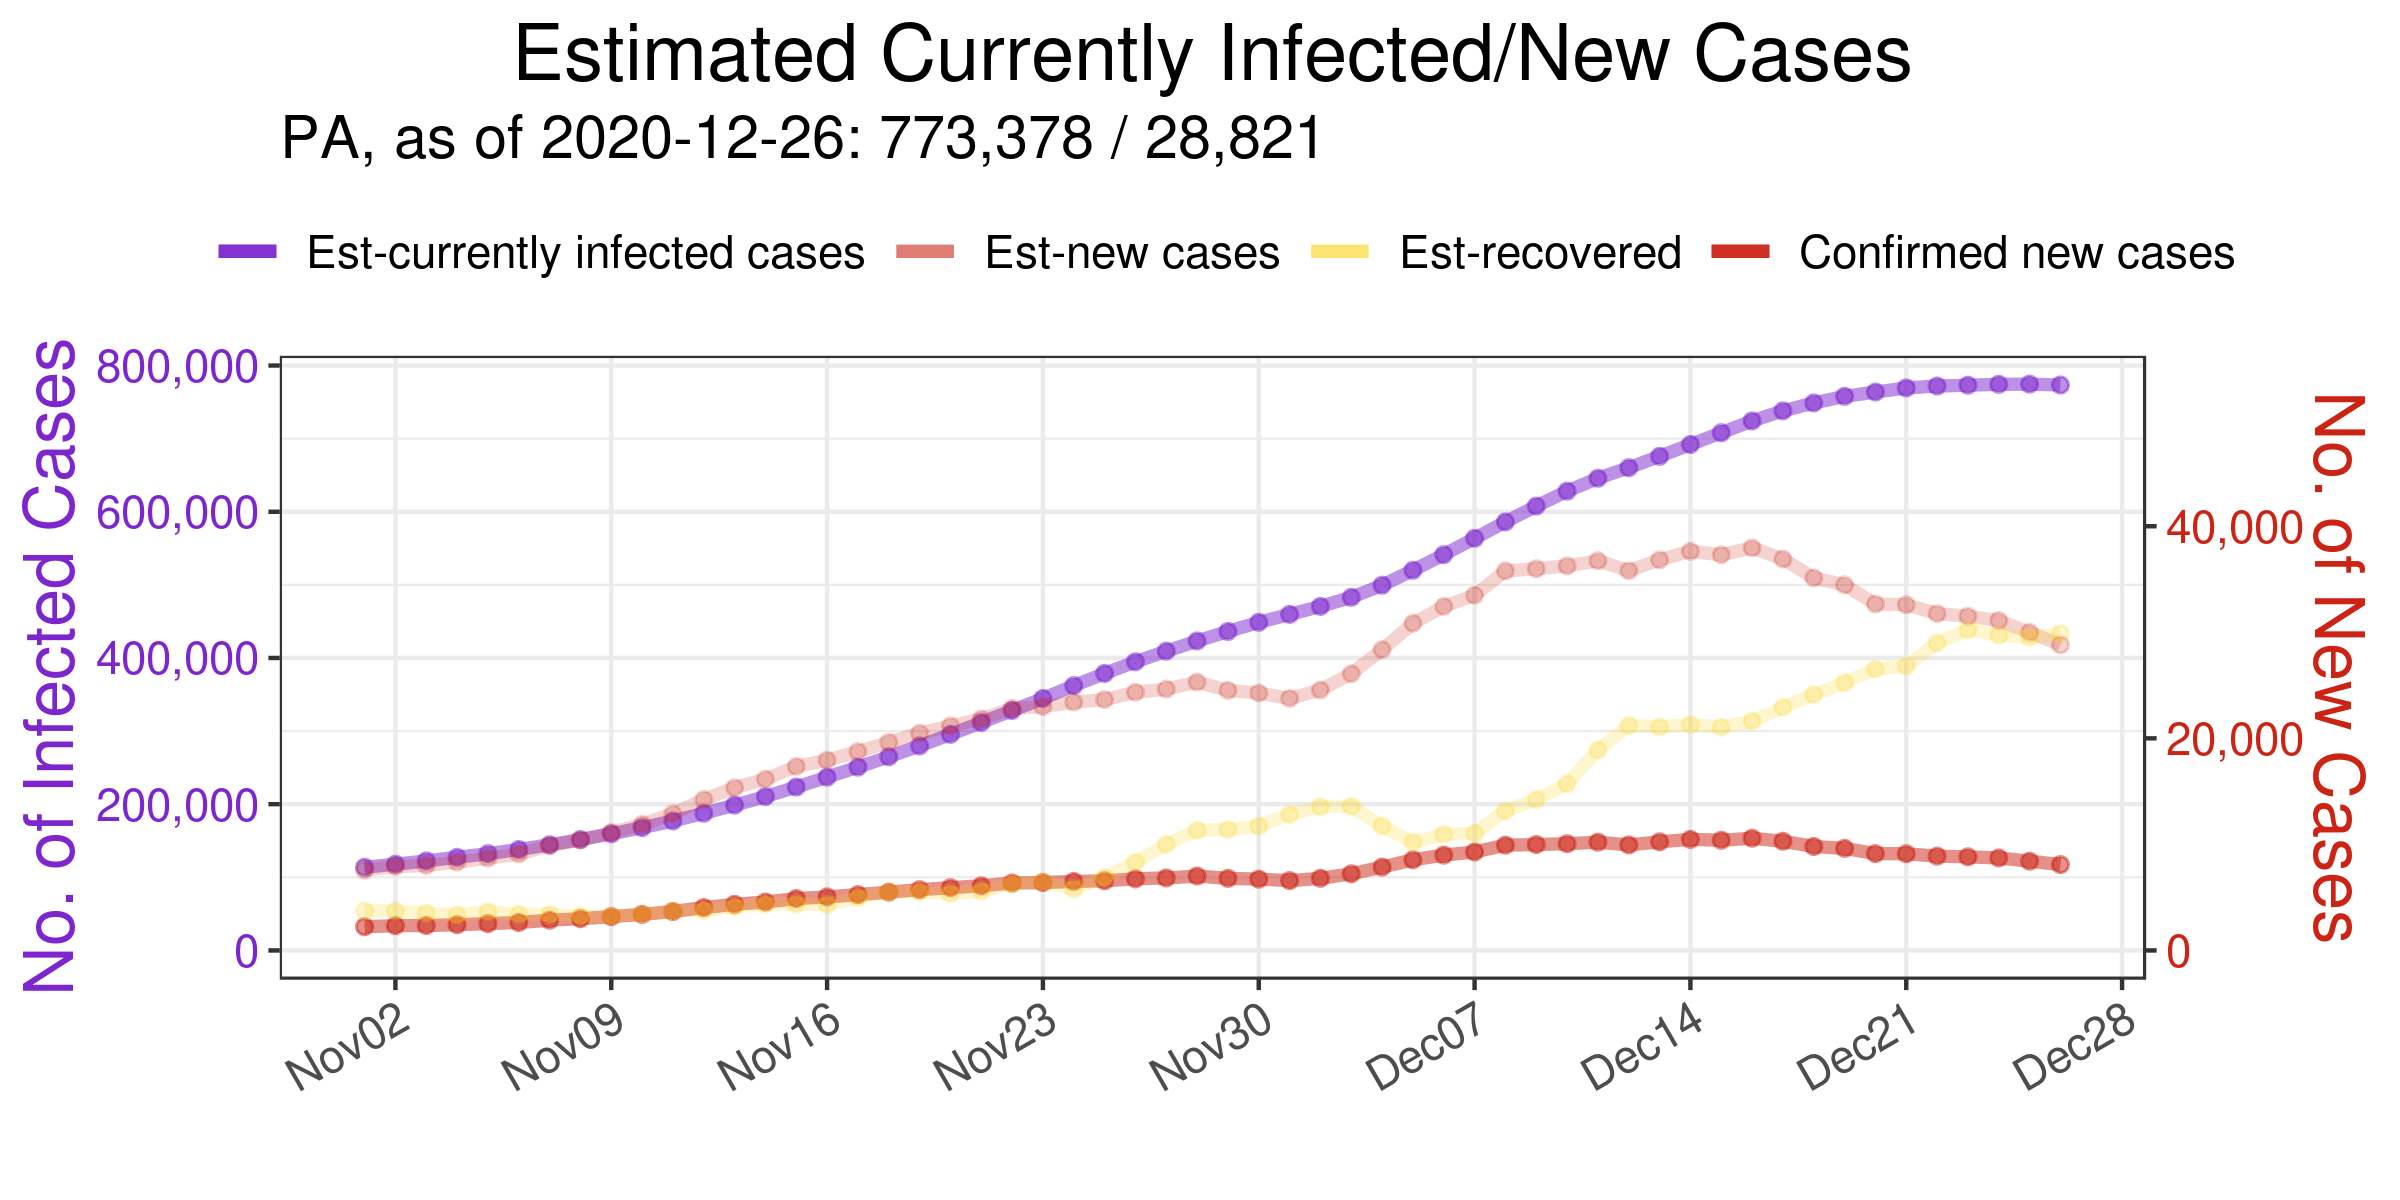 Estimated Currently Infected/New Cases
PA, as of 2020-12-26: 773,378 / 28,821
Est-currently infected cases Est-new cases Est-recovered Confirmed new cases
No. of Infected Cases
800,000
600,000
400,000
200,000
0
40,000
20,000
0
No. of New Cases
Nov02 Nov09 Nov16 Nov23 Nov30 Dec07 Dec14 Dec21 Dec28